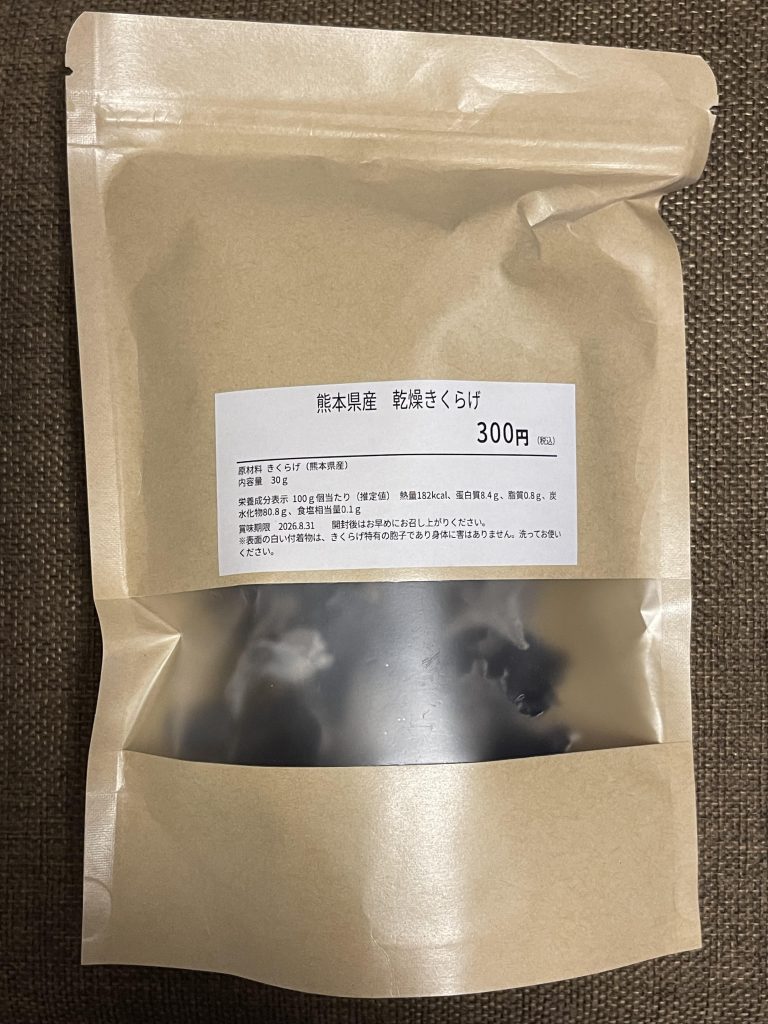 熊本県産　乾燥きくらげ
300円（税込）
原材料 きくらげ（熊本県産）
内容量　30ｇ
栄養成分表示 100ｇ個当たり（推定値）　熱量182kcal、蛋白質8.4ｇ、脂質0.8ｇ、炭
水化物80.8ｇ、食塩相当量0.1ｇ
賞味期限　2026.8.31　　開封後はお早めにお召し上がりください。
※表面の白い付着物は、きくらげ特有の胞子であり身体に害はありません。洗ってお使い
ください。